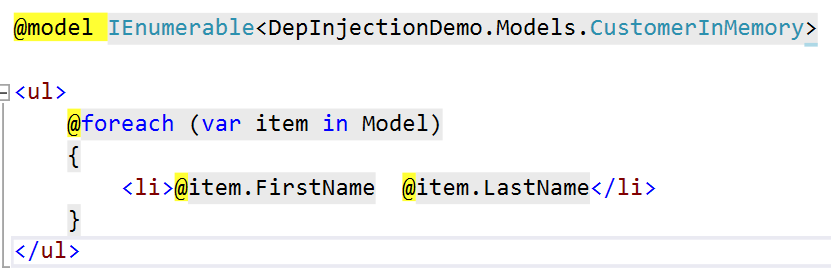 @model IEnumerable<DepInjectionDemo.Models.CustomerInMemory>
<ul>
@foreach (var item in Model)
{
<li>@item.FirstName  @item.LastName</li>
}
</ul>